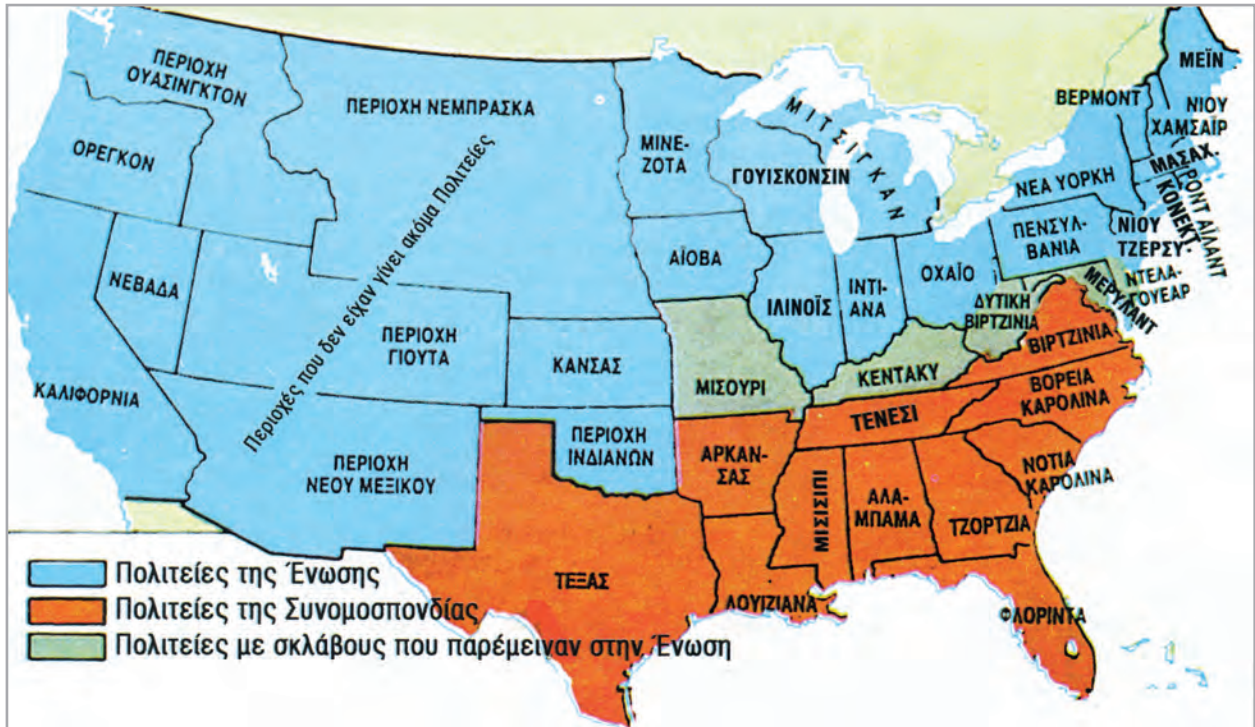 ΠΕΡΙΟΧΗ
ΟΥΑΣΙΝΓΚΤΟΝ
ΠΕΡΙΟΧΗ ΝΕΜΠΡΑΣΚΑ
ΟΡΕΓΚΟΝ
ΜΙΝΕ-
ΖΟΤΑ
ΓΟΥΙΣΚΟΝΣΙΝ
ΜΙΤΣΙΓΚΑΝ
ΒΕΡΜΟΝΤ
ΜΕΪΝ
ΝΙΟΥ
ΧΑΜΣΑΪΡ
ΜΑΣΑΧ.
ΝΕΑ ΥΟΡΚΗ
ΚΟΝΕΚΤ.
ΡΟΝΤ ΑΪΛΑΝΤ
ΠΕΝΣΥΛ-
ΒΑΝΙΑ
ΝΙΟΥ
ΤΖΕΡΣΥ.
ΝΕΒΑΔΑ
Περιοχές που δεν είχαν γίνει ακόμα Πολιτείες
ΑΪΟΒΑ
ΙΛΙΝΟΪΣ
ΙΝΤΙ-
ΑΝΑ
ΟΧΑΪΟ
ΔΥΤΙΚΗ
ΒΙΡΤΖΙΝΙΑ
ΜΕΡΥΛΑΝΤ
ΝΤΕΛΑ-
ΓΟΥΕΑΡ
ΒΙΡΤΖΙΝΙΑ
ΠΕΡΙΟΧΗ
ΓΙΟΥΤΑ
ΚΑΝΣΑΣ
ΜΙΣΟΥΡΙ
ΚΕΝΤΑΚΥ
ΚΑΛΙΦΟΡΝΙΑ
ΤΕΝΕΣΙ
ΒΟΡΕΙΑ
ΚΑΡΟΛΙΝΑ
ΠΕΡΙΟΧΗ
ΝΕΟΥ ΜΕΞΙΚΟΥ
ΠΕΡΙΟΧΗ
ΙΝΔΙΑΝΩΝ
ΑΡΚΑΝ-
ΣΑΣ
ΜΙΣΙΣΙΠΙ
ΑΛΑ-
ΜΠΑΜΑ
ΤΖΟΡΤΖΙΑ
ΝΟΤΙΑ
ΚΑΡΟΛΙΝΑ
ΤΕΞΑΣ
ΛΟΥΙΖΙΑΝΑ
ΦΛΟΡΙΝΤΑ
Πολιτείες της Ένωσης
Πολιτείες της Συνομοσπονδίας
Πολιτείες με σκλάβους που παρέμειναν στην Ένωση